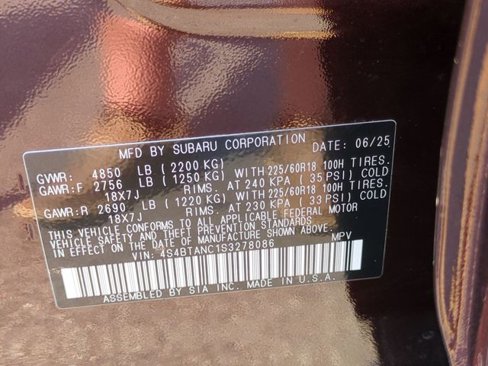 MFD BY SUBARU CORPORATION DATE: 06/25
GVWR: 4850 LB (2200 KG)
GAWR:F 2756 LB (1250 KG) WITH 225/60R18 100H TIRES.
18X7J RIMS. AT 240 KPA (35 PSI) COLD
GAWR:R 2690 LB (1220 KG) WITH 225/60R18 100H TIRES.
18X7J RIMS. AT 230 KPA (33 PSI) COLD
THIS VEHICLE CONFORMS TO ALL APPLICABLE FEDERAL MOTOR
VEHICLE SAFETY AND THEFT PREVENTION STANDARDS
IN EFFECT ON THE DATE OF MANUFACTURE SHOWN ABOVE.
VIN: 4S4BTANC1S3278086 MPV
ASSEMBLED BY SIA INC. MADE IN U.S.A.